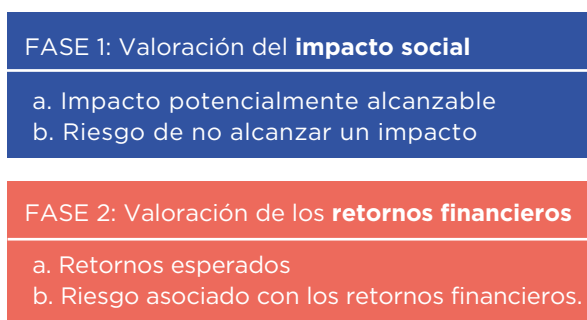 FASE 1: Valoración del impacto social
a. Impacto potencialmente alcanzable
b. Riesgo de no alcanzar un impacto
FASE 2: Valoración de los retornos financieros
a. Retornos esperados
b. Riesgo asociado con los retornos financieros.